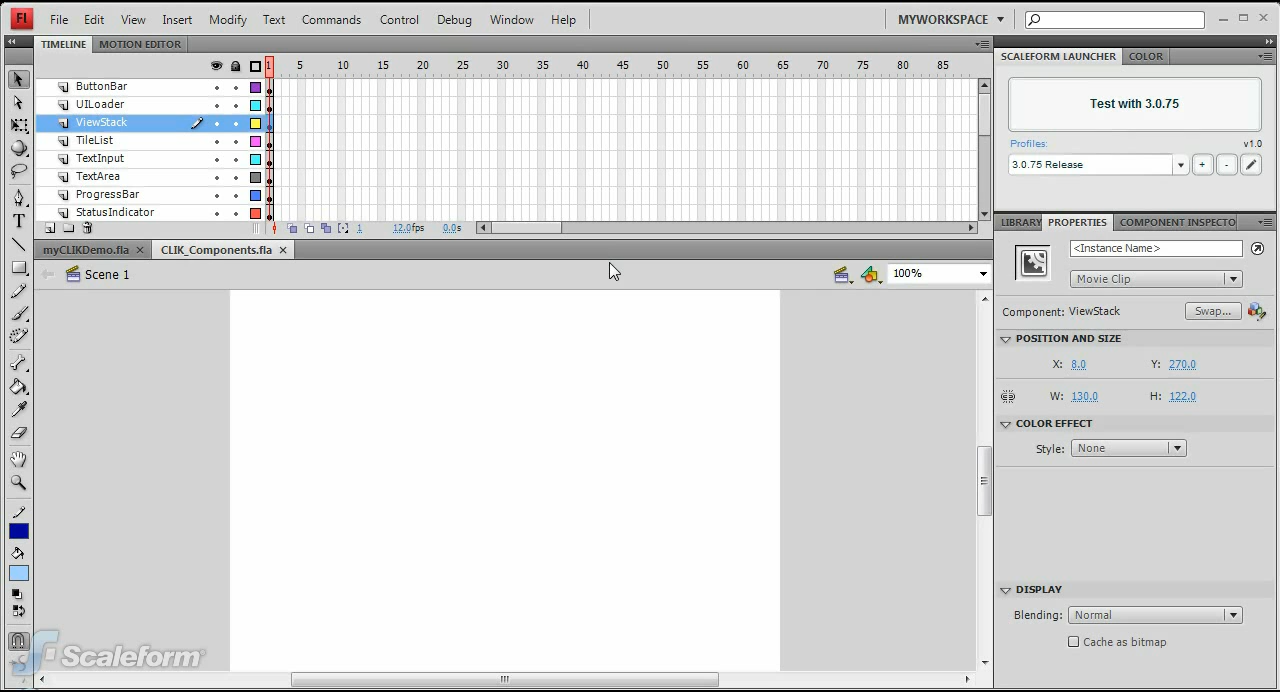 Fl File Edit View Insert Modify Text Commands Control Debug Window Help MYWORKSPACE
TIMELINE MOTION EDITOR
1 5 10 15 20 25 30 35 40 45 50 55 60 65 70 75 80 85
ButtonBar
UILoader
ViewStack
TileList
TextInput
TextArea
ProgressBar
StatusIndicator
1 12.0fps 0.0s
myCLIKDemo.fla CLIK_Components.fla
Scene 1 100%
SCALEFORM LAUNCHER COLOR
Test with 3.0.75
Profiles: v1.0
3.0.75 Release + -
LIBRARY PROPERTIES COMPONENT INSPECTO
<Instance Name>
Movie Clip
Component: ViewStack Swap...
POSITION AND SIZE
X: 8.0 Y: 270.0
W: 130.0 H: 122.0
COLOR EFFECT
Style: None
DISPLAY
Blending: Normal
Cache as bitmap
T
Scaleform